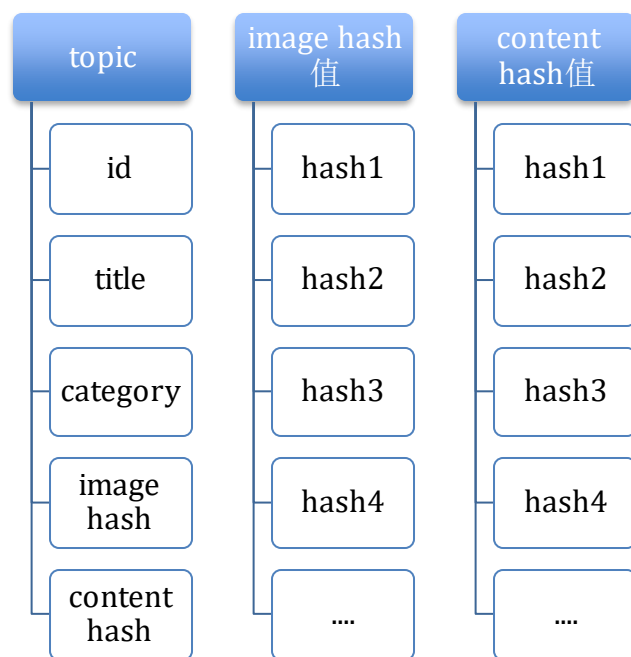 topic
id
title
category
image
hash
content
hash
image hash
值
hash1
hash2
hash3
hash4
....
content
hash值
hash1
hash2
hash3
hash4
....